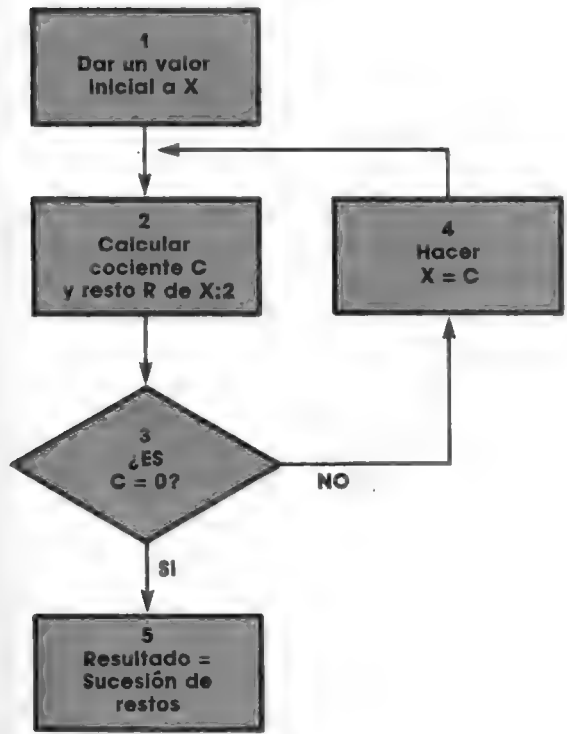 1
Dar un valor
inicial a X
2
Calcular
cociente C
y resto R de X:2
4
Hacer
X = C
3
¿ES
C = 0?
NO
SI
5
Resultado =
Sucesión de
restos